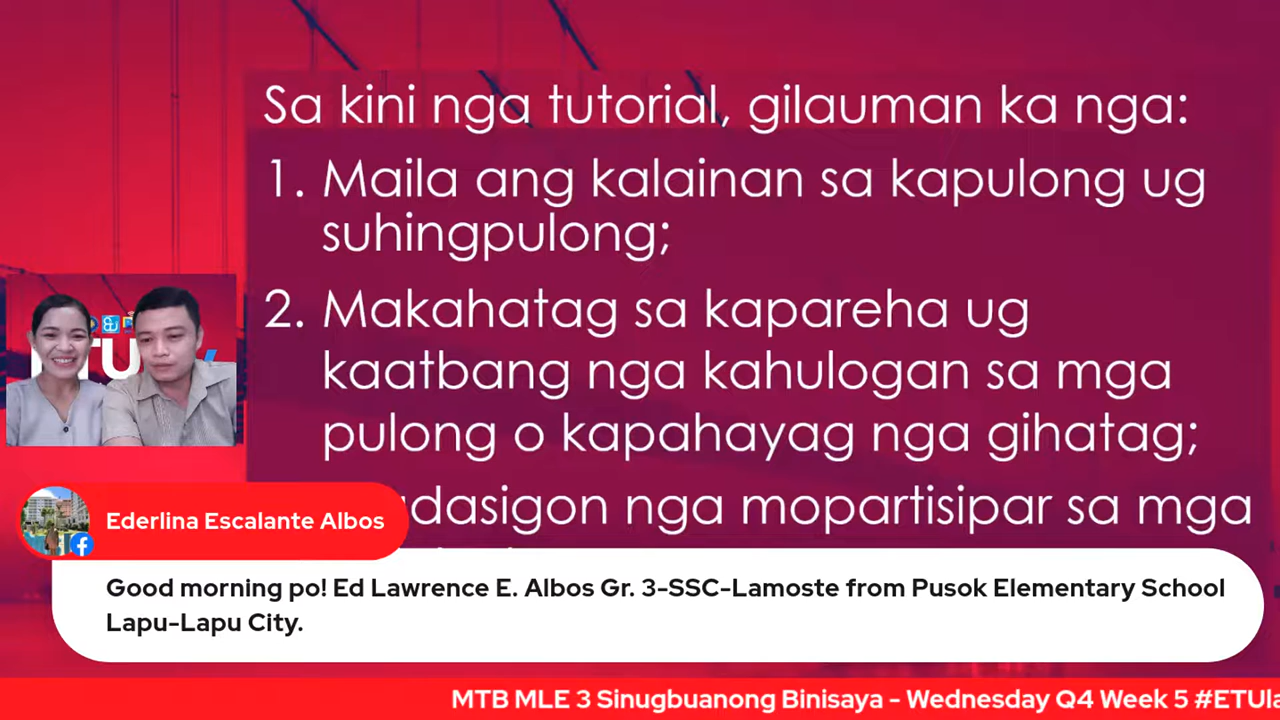 Sa kini nga tutorial, gilauman ka nga:
1. Maila ang kalainan sa kapulong ug
suhingpulong;
2. Makahatag sa kapareha ug
kaatbang nga kahulogan sa mga
pulong o kapahayag nga gihatag;
nga mopartisipar sa mga
Ederlina Escalante Albos
Good morning po! Ed Lawrence E. Albos Gr. 3-SSC-Lamoste from Pusok Elementary School
Lapu-Lapu City.
MTB MLE 3 Sinugbuanong Binisaya - Wednesday Q4 Week 5 #ETUla